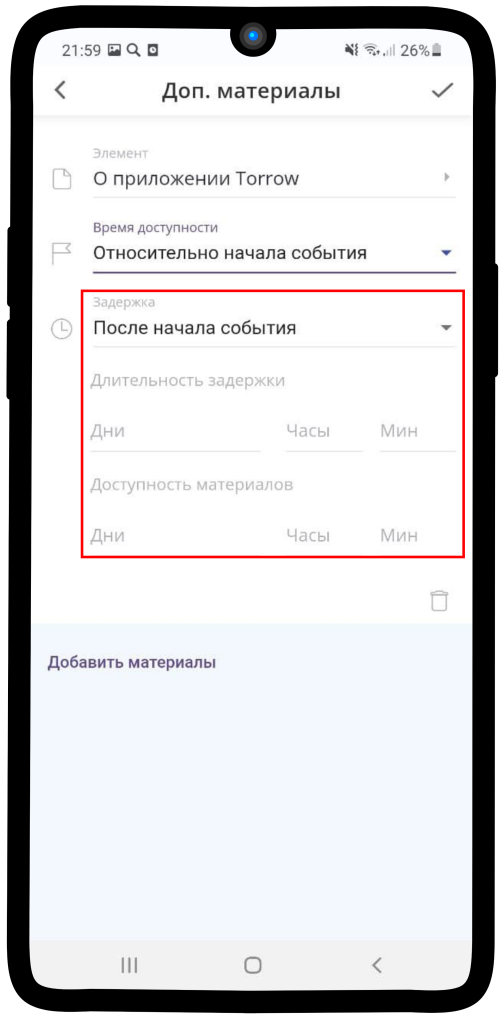 21:59
26%
Доп. материалы
Элемент
О приложении Torrow
Время доступности
Относительно начала события
Задержка
После начала события
Длительность задержки
Дни Часы Мин
Доступность материалов
Дни Часы Мин
Добавить материалы